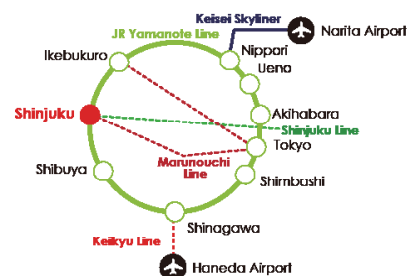 Keisei Skyliner
Narita Airport
JR Yamanote Line
Nippari
Ikebukuro
Ueno
Shinjuku
Akihabara
Shinjuku Line
Tokyo
Marunouchi
Line
Shibuya
Shimbashi
Shinagawa
Keikyu Line
Haneda Airport